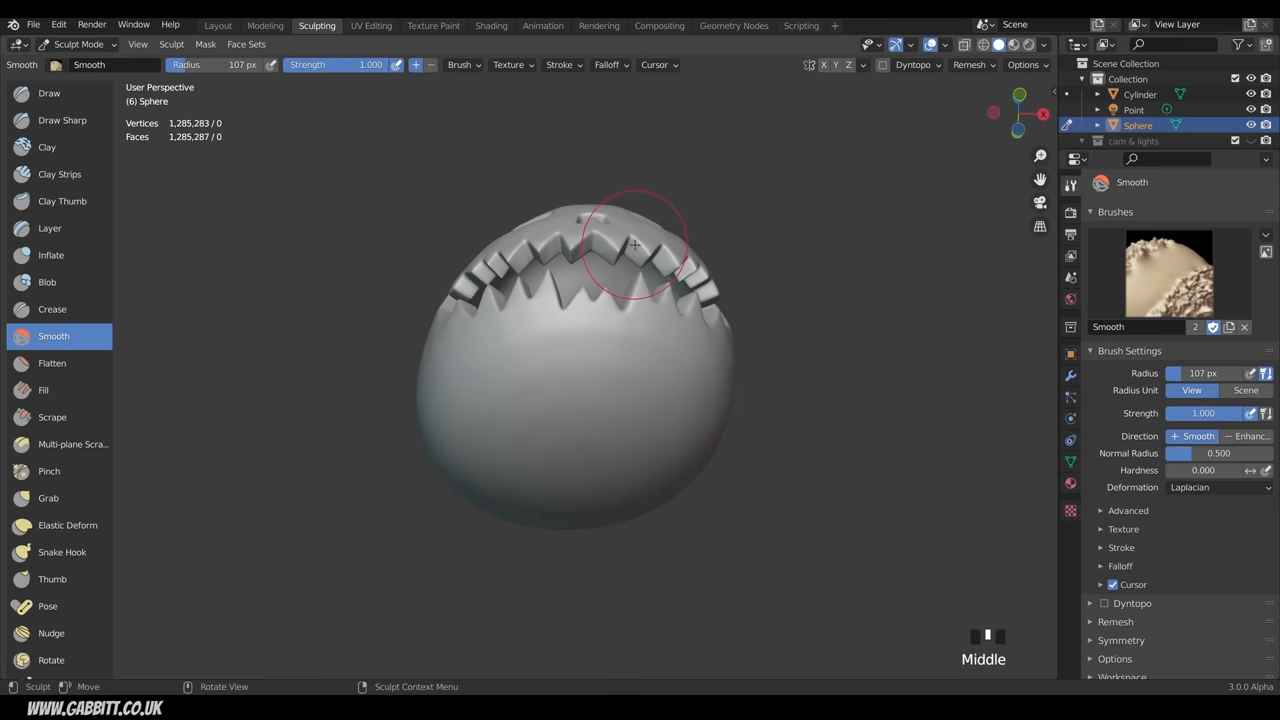 File Edit Render Window Help Layout Modeling Sculpting UV Editing Texture Paint Shading Animation Rendering Compositing Geometry Nodes Scripting + Scene View Layer
Sculpt Mode View Sculpt Mask Face Sets
Smooth Smooth Radius 107 px Strength 1.000 + − Brush Texture Stroke Falloff Cursor X Y Z Dyntopo Remesh Options
User Perspective
(6) Sphere
Vertices 1,285,283 / 0
Faces 1,285,287 / 0
Draw
Draw Sharp
Clay
Clay Strips
Clay Thumb
Layer
Inflate
Blob
Crease
Smooth
Flatten
Fill
Scrape
Multi-plane Scra...
Pinch
Grab
Elastic Deform
Snake Hook
Thumb
Pose
Nudge
Rotate
X
Middle
Scene Collection
Collection
Cylinder
Point
Sphere
cam & lights
Smooth
Brushes
Smooth 2
Brush Settings
Radius 107 px
Radius Unit View Scene
Strength 1.000
Direction + Smooth − Enhanc...
Normal Radius 0.500
Hardness 0.000
Deformation Laplacian
Advanced
Texture
Stroke
Falloff
Cursor
Dyntopo
Remesh
Symmetry
Options
Sculpt Move Rotate View Sculpt Context Menu 3.0.0 Alpha
WWW.GABBITT.CO.UK